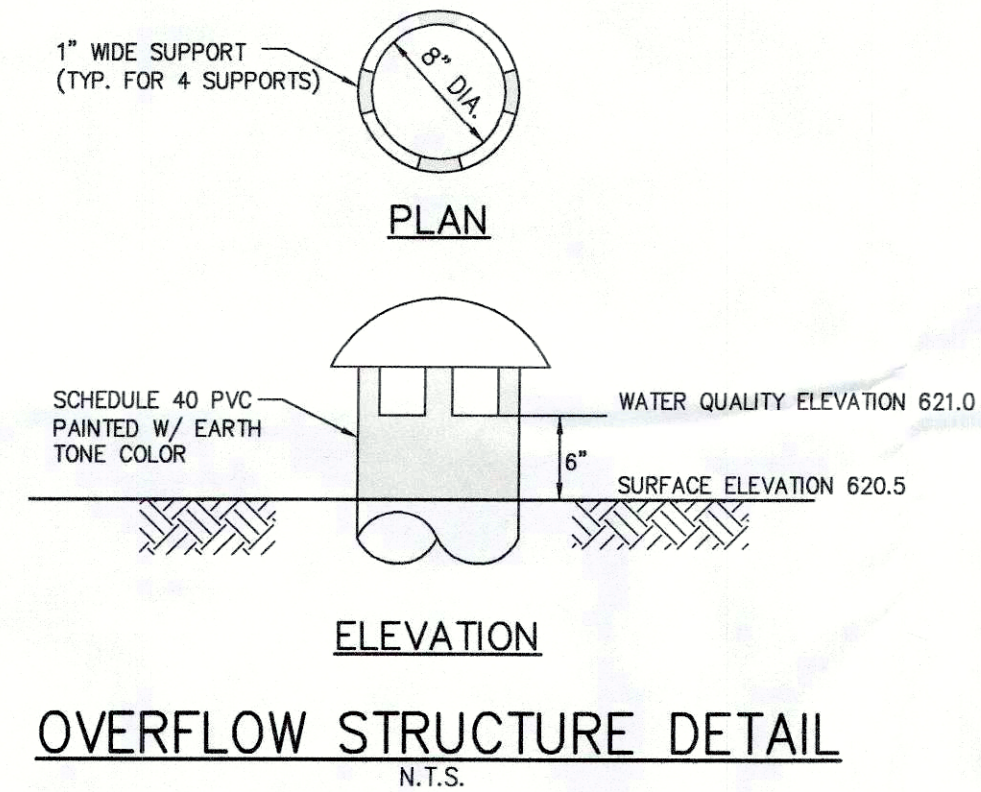 1" WIDE SUPPORT
(TYP. FOR 4 SUPPORTS)
8" DIA.
PLAN
SCHEDULE 40 PVC
PAINTED W/ EARTH
TONE COLOR
WATER QUALITY ELEVATION 621.0
6"
SURFACE ELEVATION 620.5
ELEVATION
OVERFLOW STRUCTURE DETAIL
N.T.S.